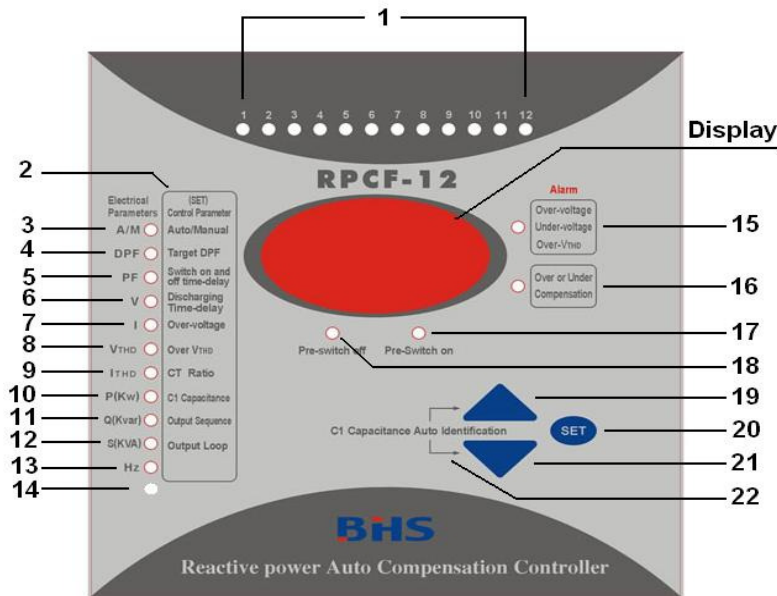 1
1 2 3 4 5 6 7 8 9 10 11 12
Display
2
RPCF-12
Electrical
Parameters
(SET)
Control Parameter
3 A/M Auto/Manual
4 DPF Target DPF
5 PF Switch on and
off time-delay
6 V Discharging
Time-delay
7 I Over-voltage
8 VTHD Over VTHD
9 ITHD CT Ratio
10 P(Kw) C1 Capacitance
11 Q(Kvar) Output Sequence
12 S(KVA) Output Loop
13 Hz
14
Alarm
Over-voltage
Under-voltage
Over-VTHD
15
Over or Under
Compensation
16
17
Pre-switch off Pre-Switch on
18
19
C1 Capacitance Auto Identification
SET
20
21
22
BHS
Reactive power Auto Compensation Controller